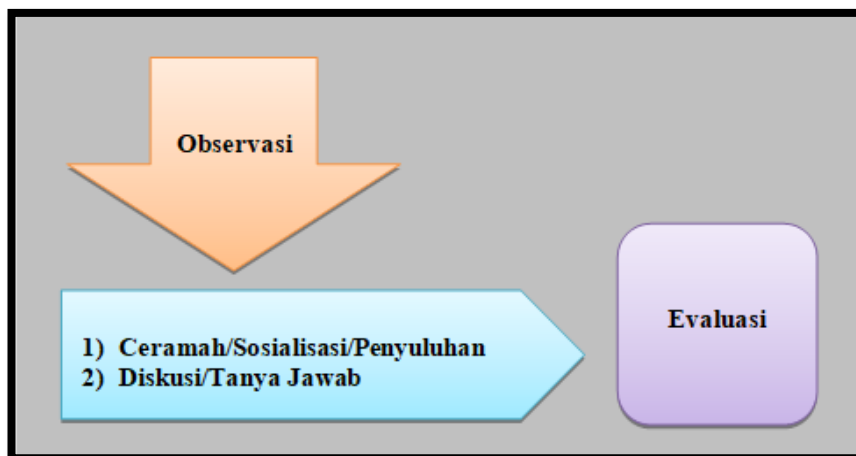 Observasi
1) Ceramah/Sosialisasi/Penyuluhan
2) Diskusi/Tanya Jawab
Evaluasi